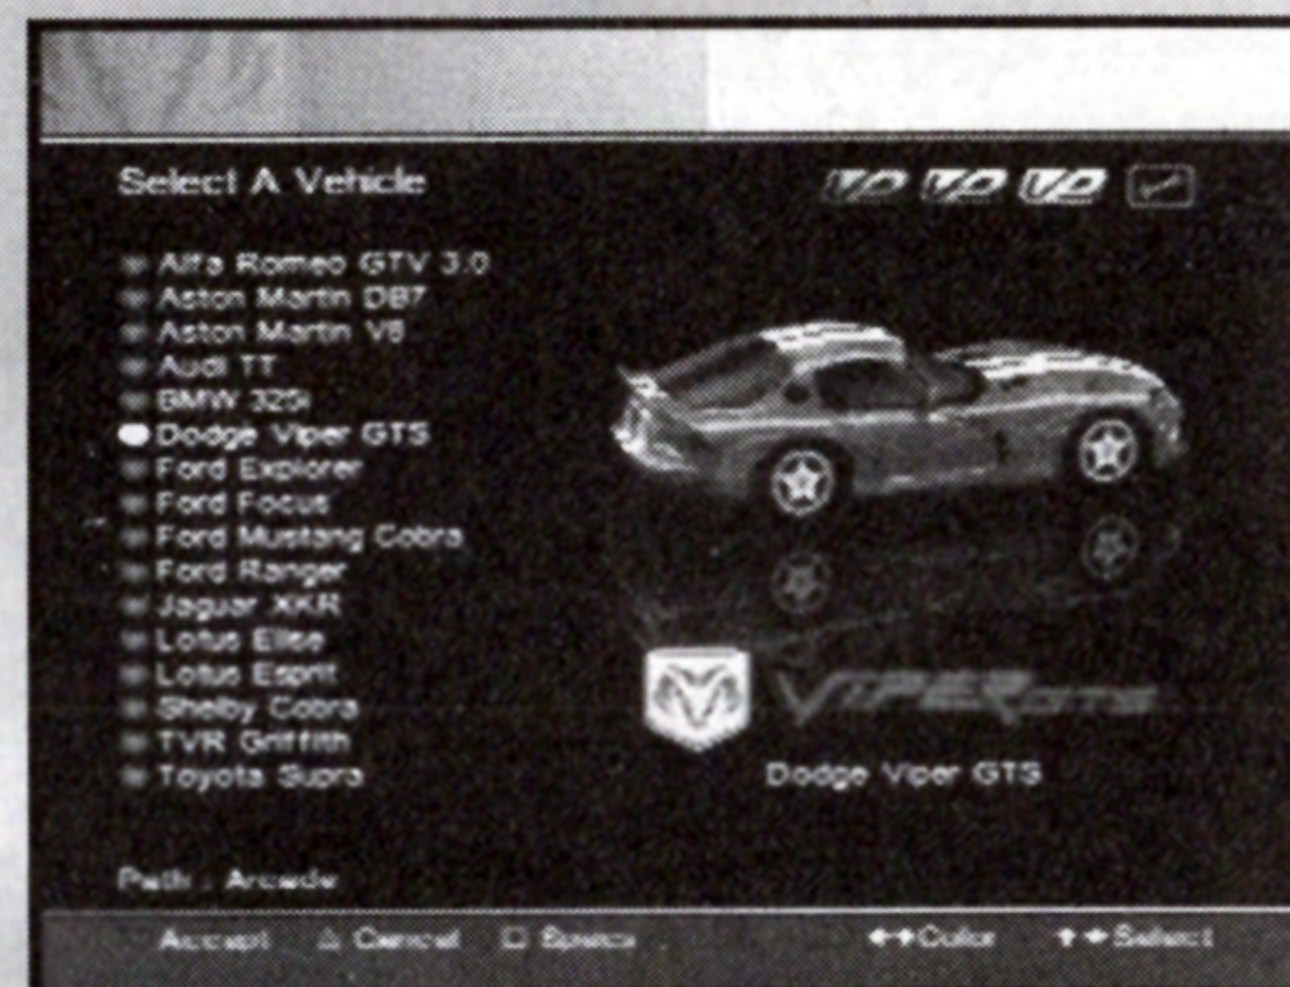 Select A Vehicle
Alfa Romeo GTV 3.0
Aston Martin DB7
Aston Martin V8
Audi TT
BMW 325i
Dodge Viper GTS
Ford Explorer
Ford Focus
Ford Mustang Cobra
Ford Ranger
Jaguar XKR
Lotus Elise
Lotus Esprit
Shelby Cobra
TVR Griffith
Toyota Supra
VIPER GTS
Dodge Viper GTS
Path : Arcade
Accept △ Cancel □ Specs ←→Color ↑↓Select